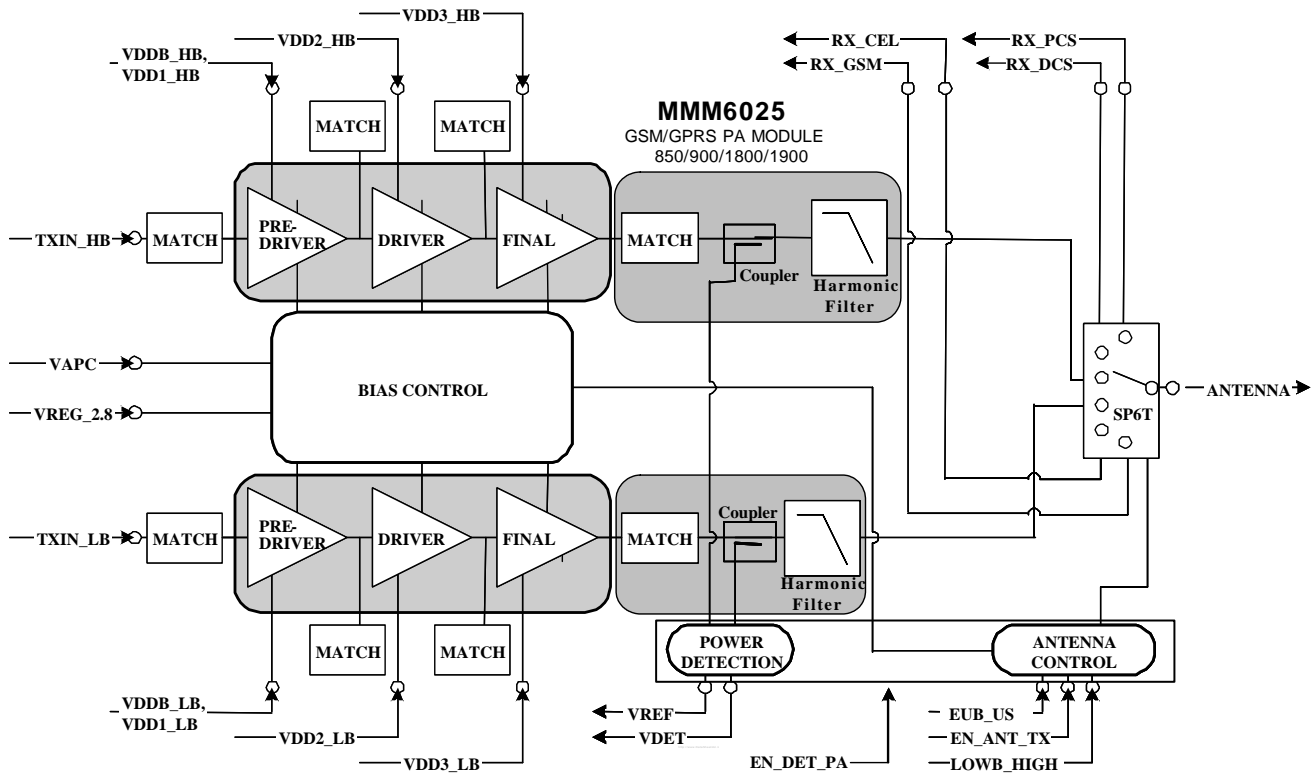 VDD3_HB
VDD2_HB
VDDB_HB,
VDD1_HB
RX_CEL
RX_GSM
RX_PCS
RX_DCS
MATCH
MATCH
MMM6025
GSM/GPRS PA MODULE
850/900/1800/1900
TXIN_HB
MATCH
PRE-
DRIVER
DRIVER
FINAL
MATCH
Coupler
Harmonic
Filter
VAPC
VREG_2.8
BIAS CONTROL
SP6T
ANTENNA
TXIN_LB
MATCH
PRE-
DRIVER
DRIVER
FINAL
MATCH
Coupler
Harmonic
Filter
MATCH
MATCH
POWER
DETECTION
ANTENNA
CONTROL
VDDB_LB,
VDD1_LB
VDD2_LB
VDD3_LB
VREF
VDET
EN_DET_PA
EUB_US
EN_ANT_TX
LOWB_HIGH